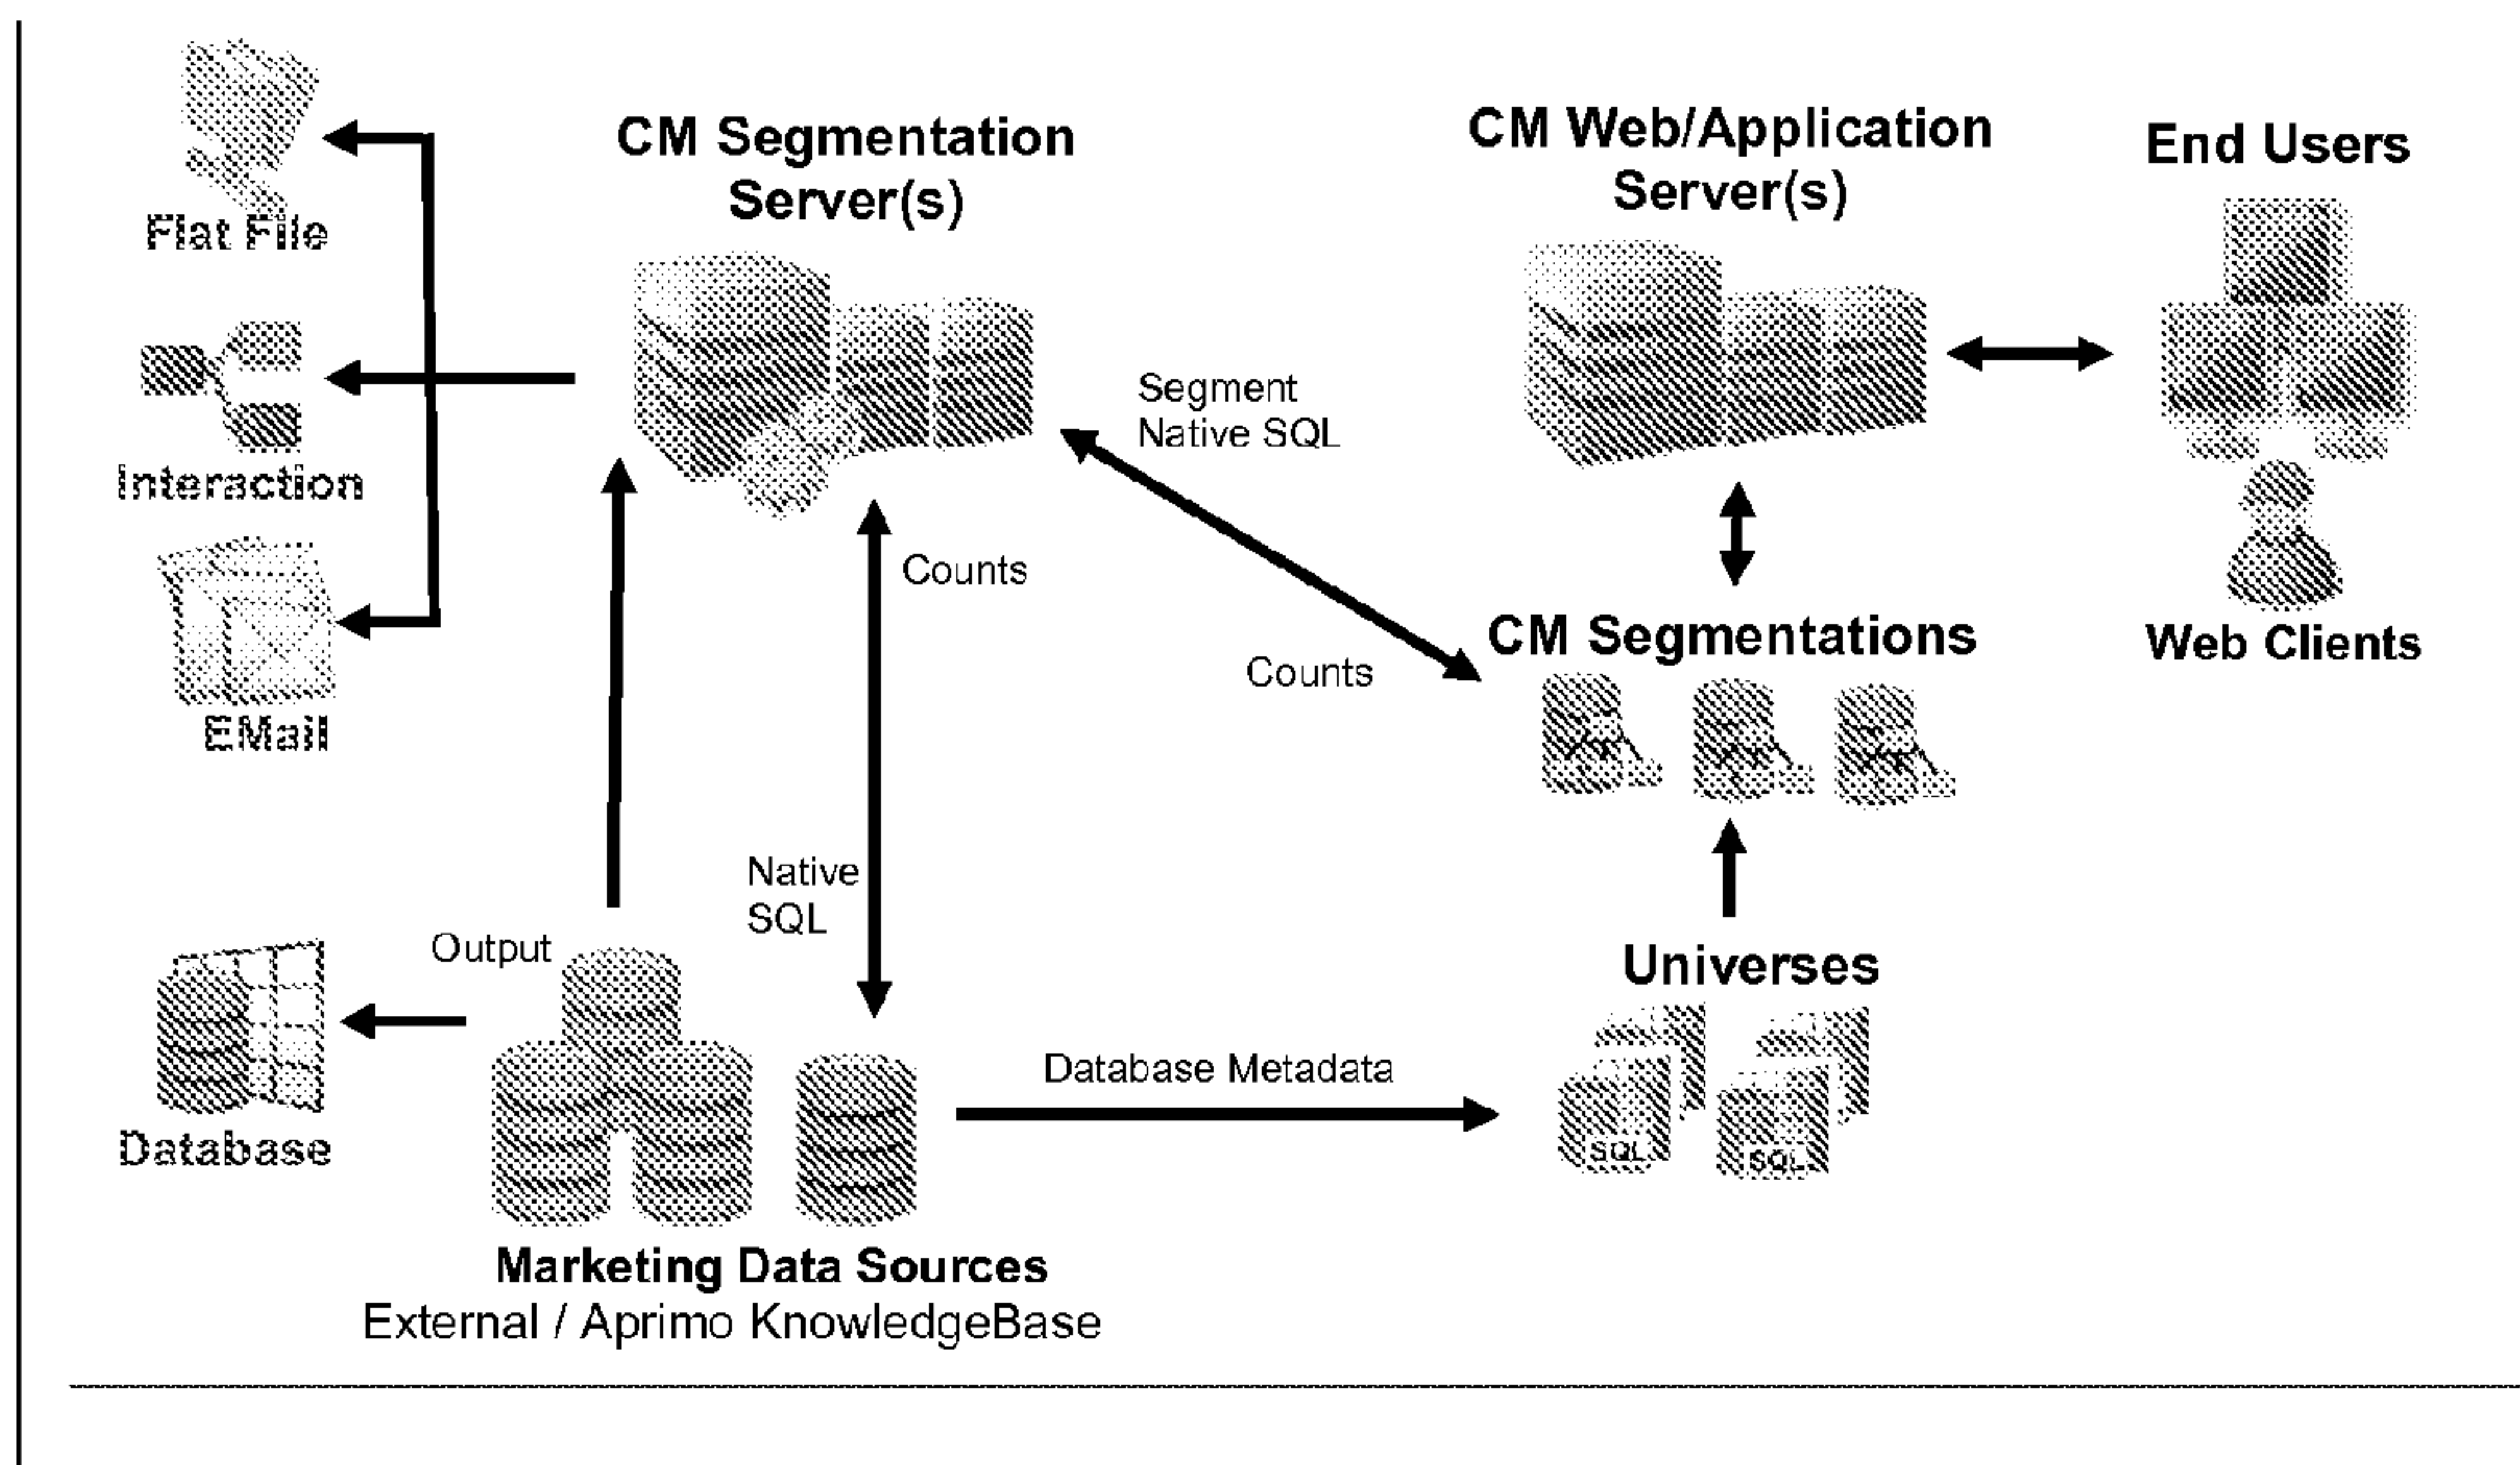 CM Segmentation
Server(s)
CM Web/Application
Server(s)
End Users
Flat File
Segment
Native SQL
Interaction
Counts
CM Segmentations
Web Clients
Counts
EMail
Native
SQL
Output
Universes
Database Metadata
Database
SQL
SQL
Marketing Data Sources
External / Aprimo KnowledgeBase